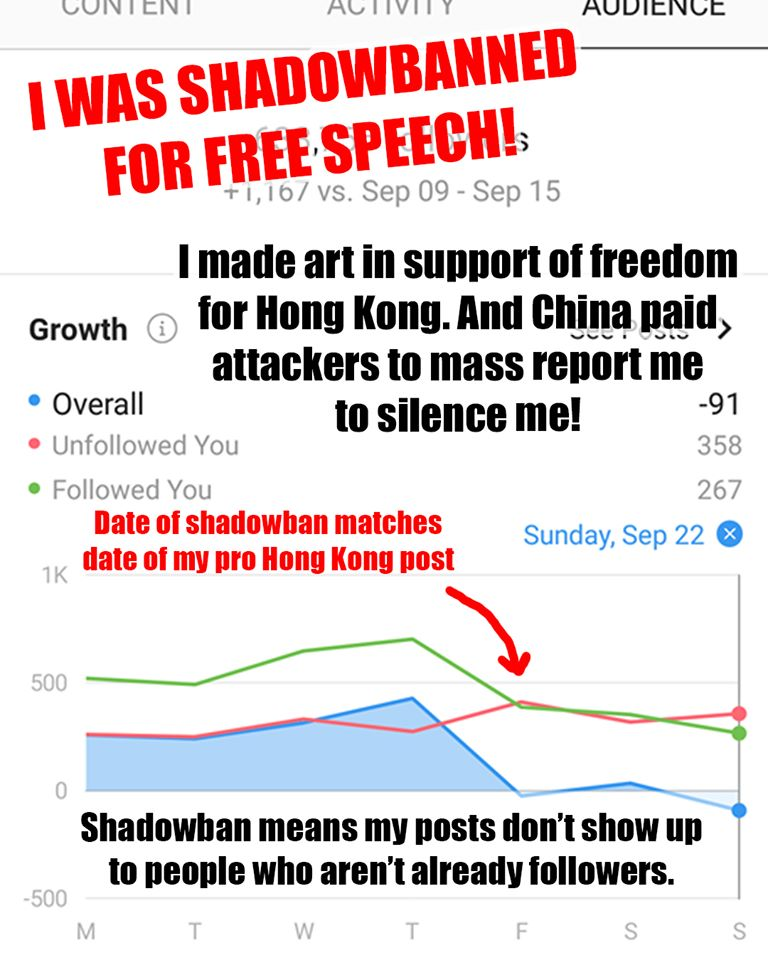 CONTENT ACTIVITY AUDIENCE
I WAS SHADOWBANNED
FOR FREE SPEECH!
+1,167 vs. Sep 09 - Sep 15
I made art in support of freedom
for Hong Kong. And China paid
attackers to mass report me
to silence me!
Growth See Posts
Overall -91
Unfollowed You 358
Followed You 267
Date of shadowban matches
date of my pro Hong Kong post
Sunday, Sep 22
1K
500
0
Shadowban means my posts don't show up
to people who aren't already followers.
-500
M T W T F S S